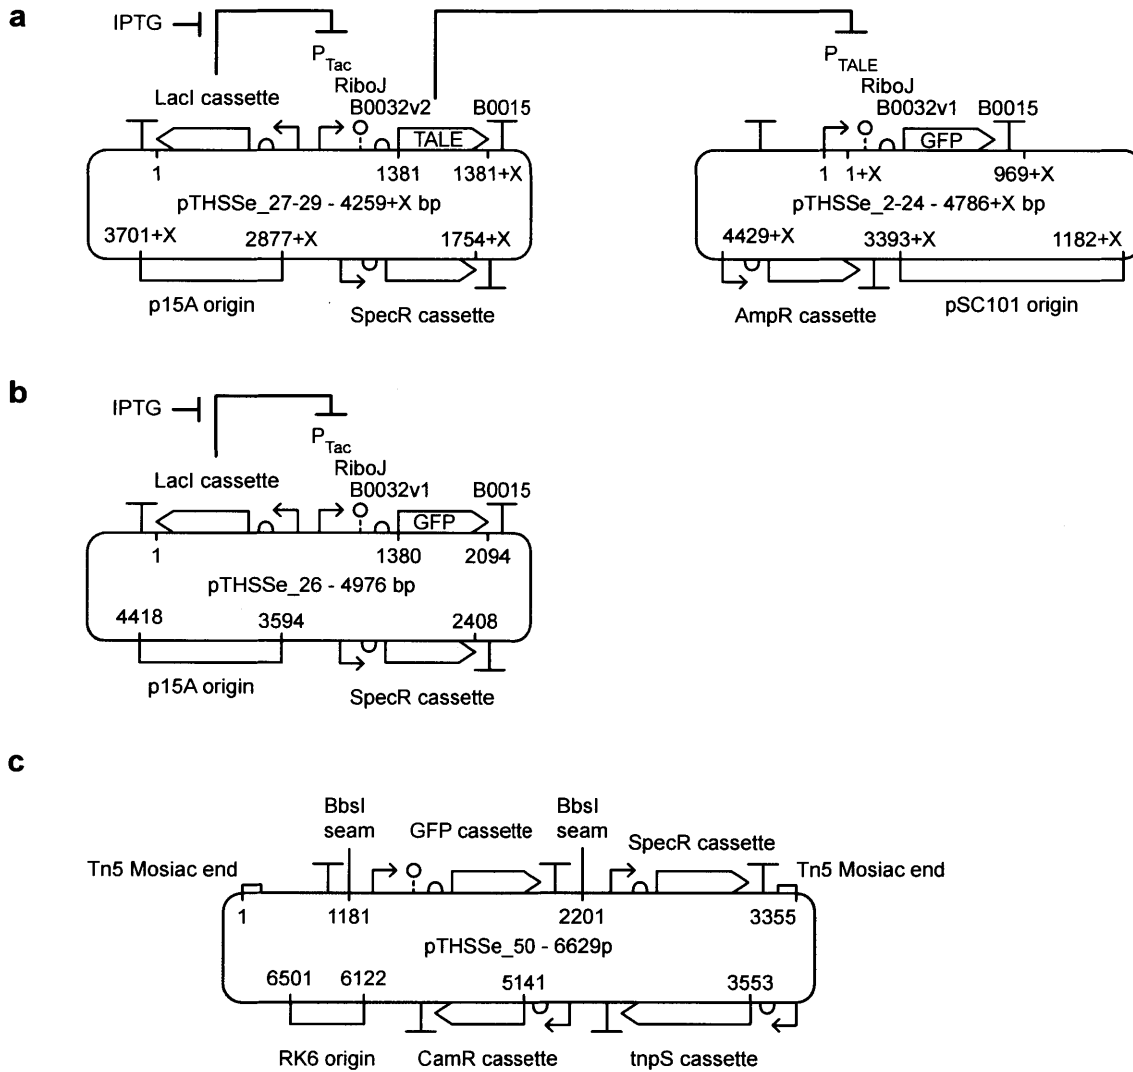 a
IPTG
P Tac
P TALE
RiboJ
RiboJ
LacI cassette
B0032v2
B0015
B0032v1
B0015
TALE
GFP
1
1381
1381+X
1
1+X
969+X
pTHSSe_27-29 - 4259+X bp
pTHSSe_2-24 - 4786+X bp
3701+X
2877+X
1754+X
4429+X
3393+X
1182+X
p15A origin
SpecR cassette
AmpR cassette
pSC101 origin
b
IPTG
P Tac
RiboJ
LacI cassette
B0032v1
B0015
GFP
1
1380
2094
pTHSSe_26 - 4976 bp
4418
3594
2408
p15A origin
SpecR cassette
c
BbsI
seam
GFP cassette
BbsI
seam
SpecR cassette
Tn5 Mosiac end
Tn5 Mosiac end
1
1181
2201
3355
pTHSSe_50 - 6629p
6501
6122
5141
3553
RK6 origin
CamR cassette
tnpS cassette